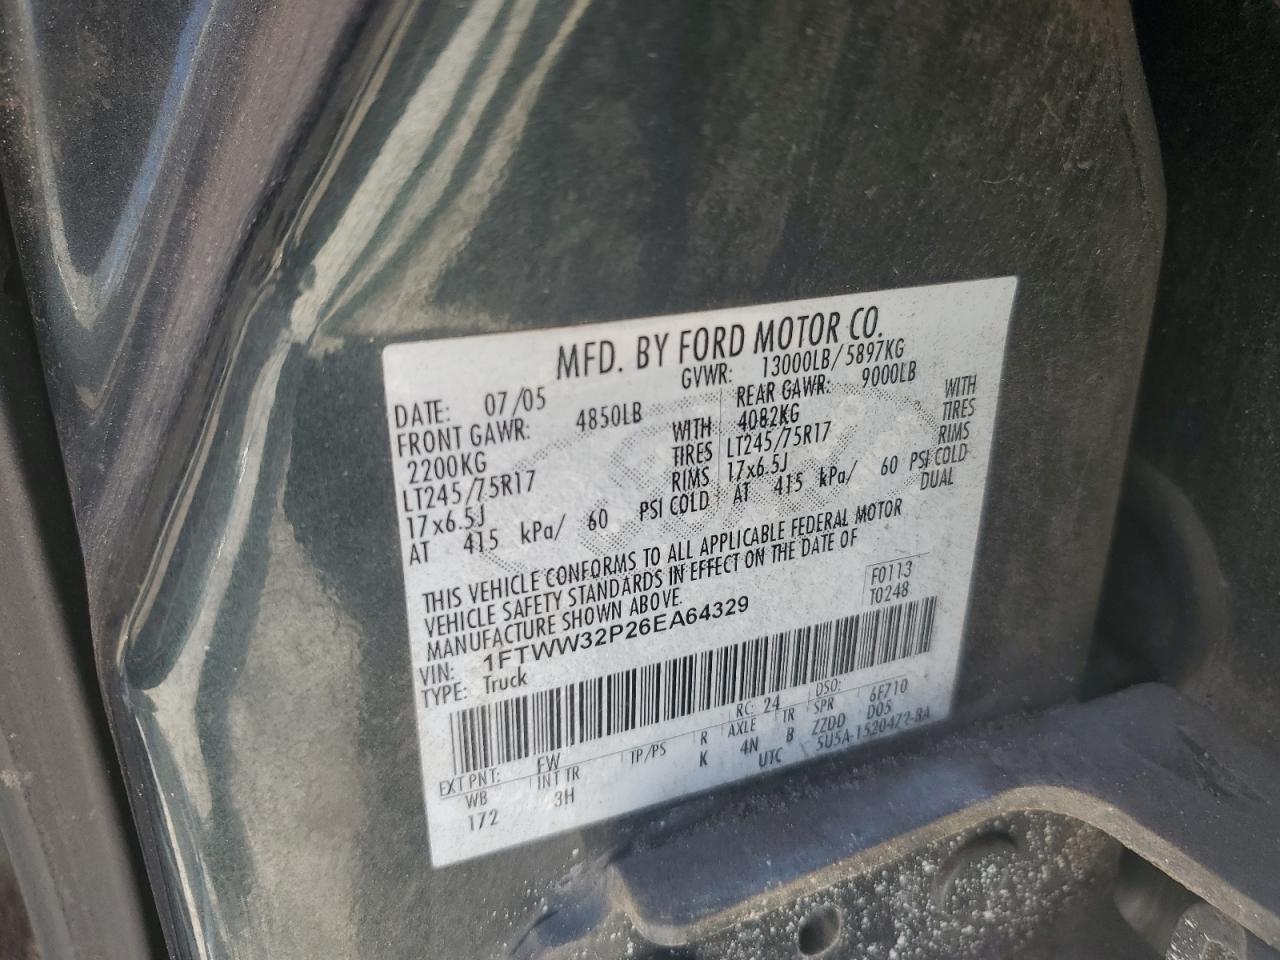 MFD. BY FORD MOTOR CO.
DATE: 07/05 GVWR: 13000LB/5897KG
FRONT GAWR: 4850LB REAR GAWR: 9000LB
2200KG WITH 4082KG WITH
LT245/75R17 TIRES LT245/75R17 TIRES
17x6.5J RIMS 17x6.5J RIMS
AT 415 kPa/ 60 PSI COLD AT 415 kPa/ 60 PSI COLD
DUAL
THIS VEHICLE CONFORMS TO ALL APPLICABLE FEDERAL MOTOR
VEHICLE SAFETY STANDARDS IN EFFECT ON THE DATE OF
MANUFACTURE SHOWN ABOVE.
F0113
VIN: 1FTWW32P26EA64329 T0248
TYPE: Truck
EXT PNT: FW RC: 24 DSO: 6F710
WB INT TR TP/PS R AXLE TR SPR D05
172 3H K 4N B ZZDD
UTC 5U5A-1520472-BA